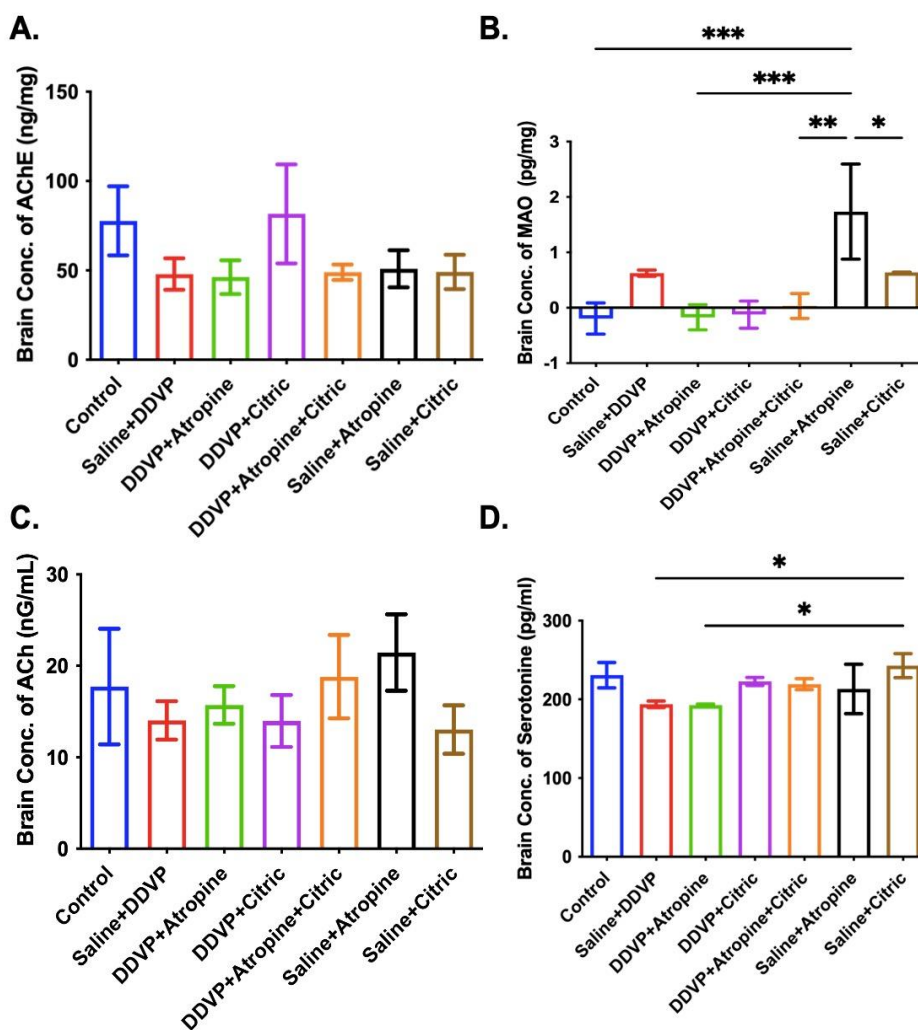 A.
Brain Conc. of AChE (ng/mg)
150
100
50
0
Control
Saline+DDVP
DDVP+Atropine
DDVP+Citric
DDVP+Atropine+Citric
Saline+Atropine
Saline+Citric
B.
***
***
**
*
Brain Conc of MAO (pg/mg)
3
2
1
0
-1
Control
Saline+DDVP
DDVP+Atropine
DDVP+Citric
DDVP+Atropine+Citric
Saline+Atropine
Saline+Citric
C.
Brain Conc. of ACh (nG/mL)
30
20
10
0
Control
Saline+DDVP
DDVP+Atropine
DDVP+Citric
DDVP+Atropine+Citric
Saline+Atropine
Saline+Citric
D.
*
*
Brain Conc. of Serotonine (pg/ml)
300
200
100
0
Control
Saline+DDVP
DDVP+Atropine
DDVP+Citric
DDVP+Atropine+Citric
Saline+Atropine
Saline+Citric